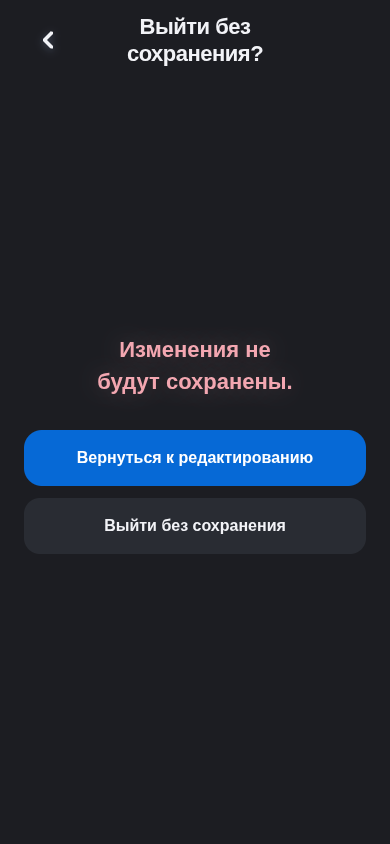 Выйти без
сохранения?
Изменения не
будут сохранены.
Вернуться к редактированию
Выйти без сохранения